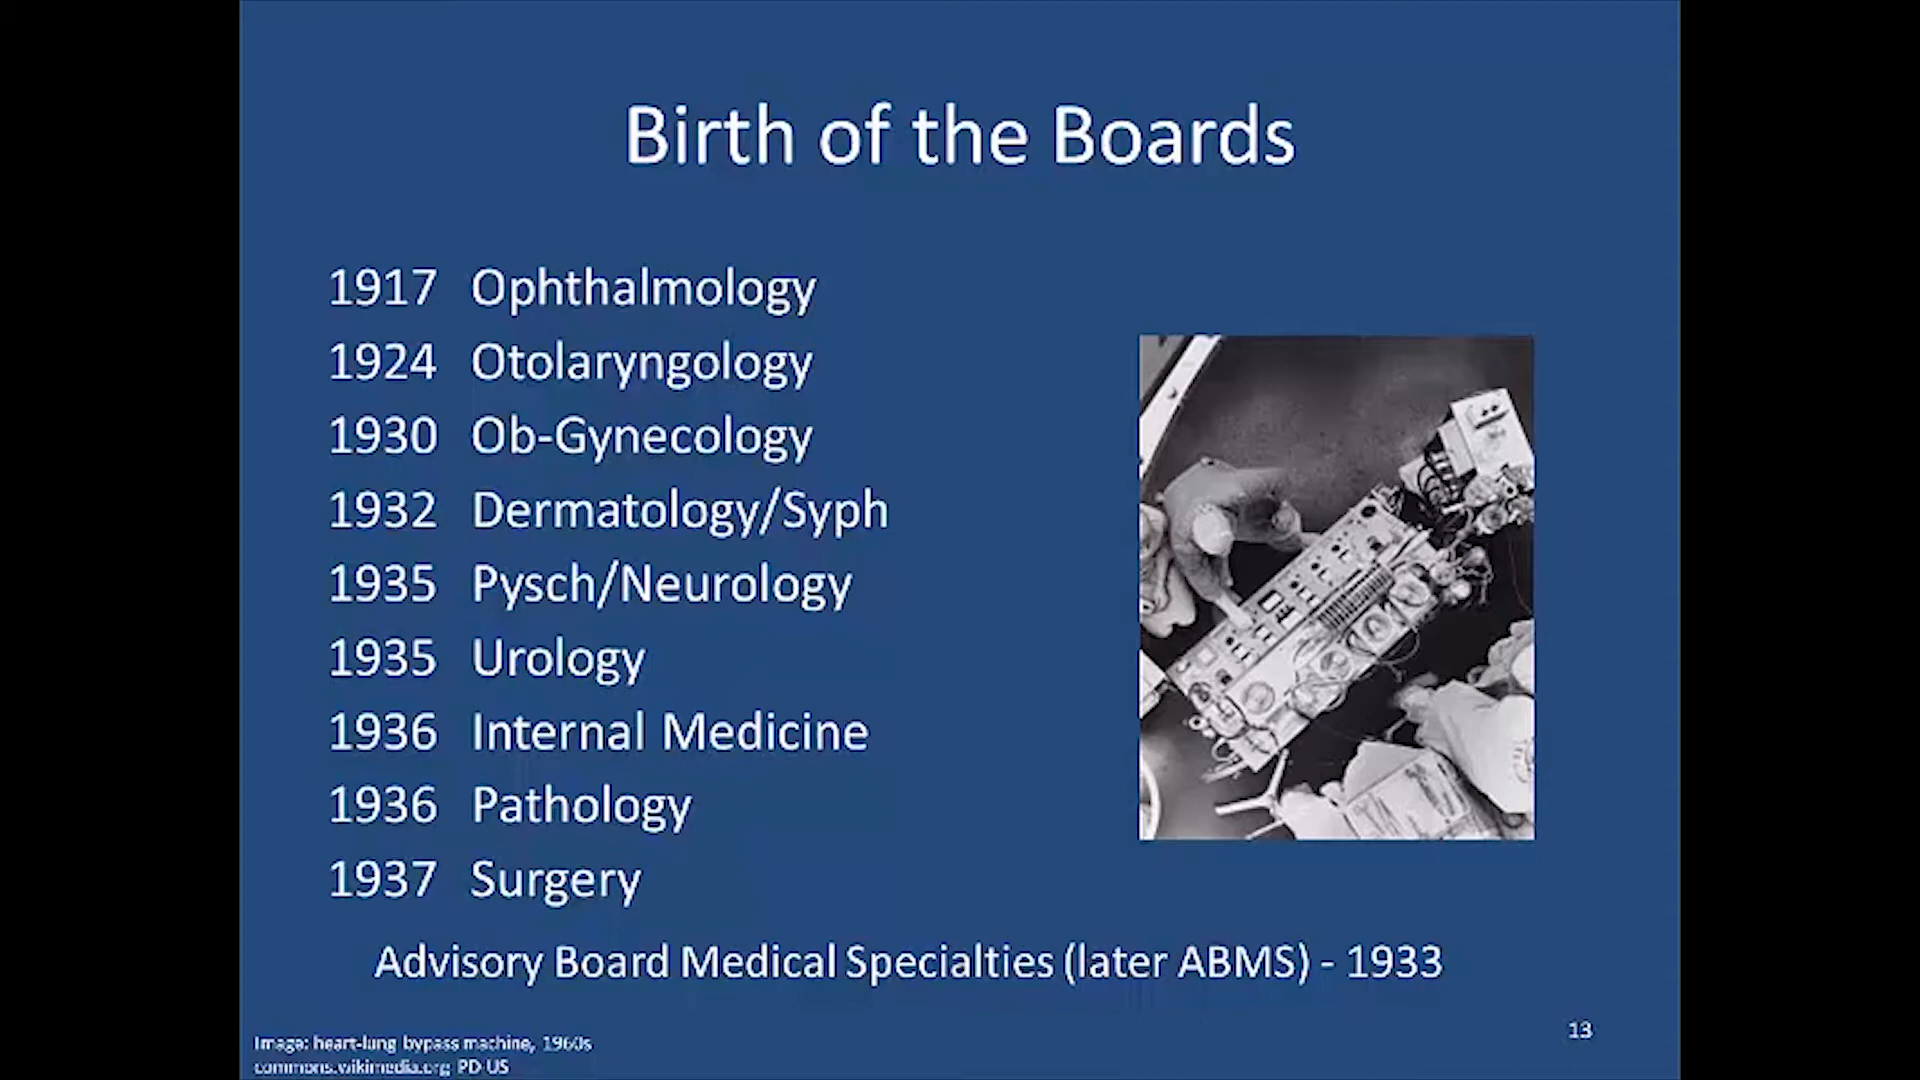 Birth of the Boards
1917 Ophthalmology
1924 Otolaryngology
1930 Ob-Gynecology
1932 Dermatology/Syph
1935 Pysch/Neurology
1935 Urology
1936 Internal Medicine
1936 Pathology
1937 Surgery
Advisory Board Medical Specialties (later ABMS) - 1933
13
Image: heart-lung bypass machine, 1960s
commons.wikimedia.org PD-US